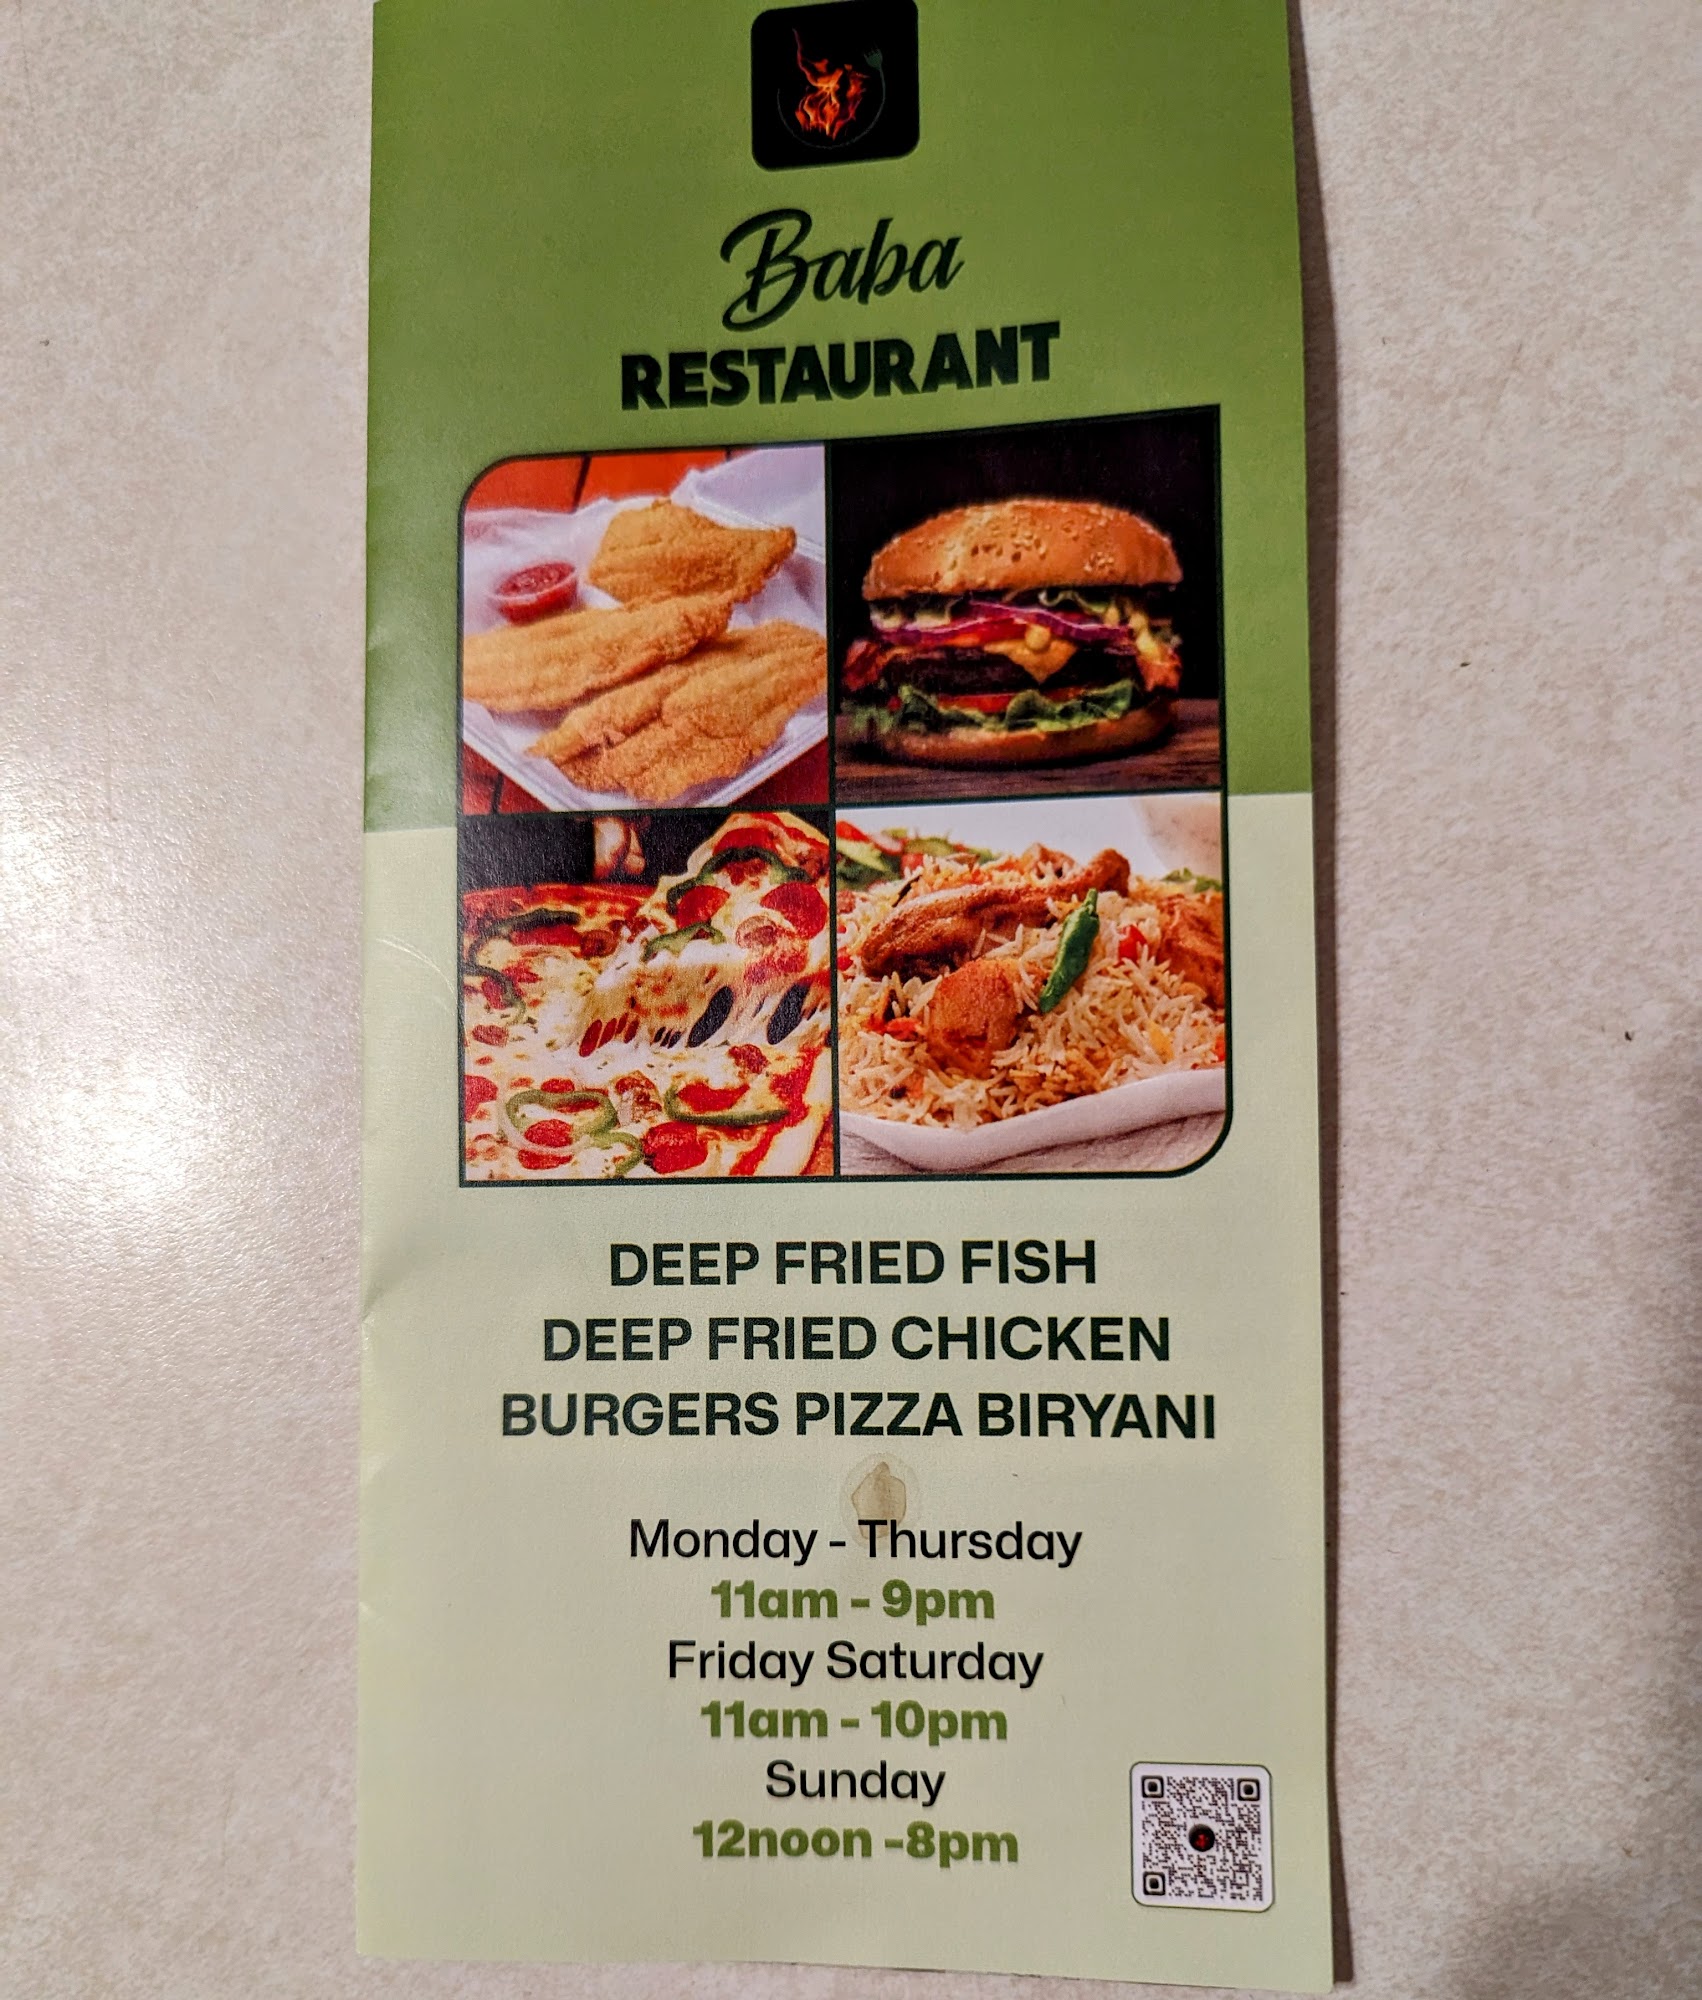 Baba
RESTAURANT
DEEP FRIED FISH
DEEP FRIED CHICKEN
BURGERS PIZZA BIRYANI
Monday - Thursday
11am - 9pm
Friday Saturday
11am - 10pm
Sunday
12noon -8pm